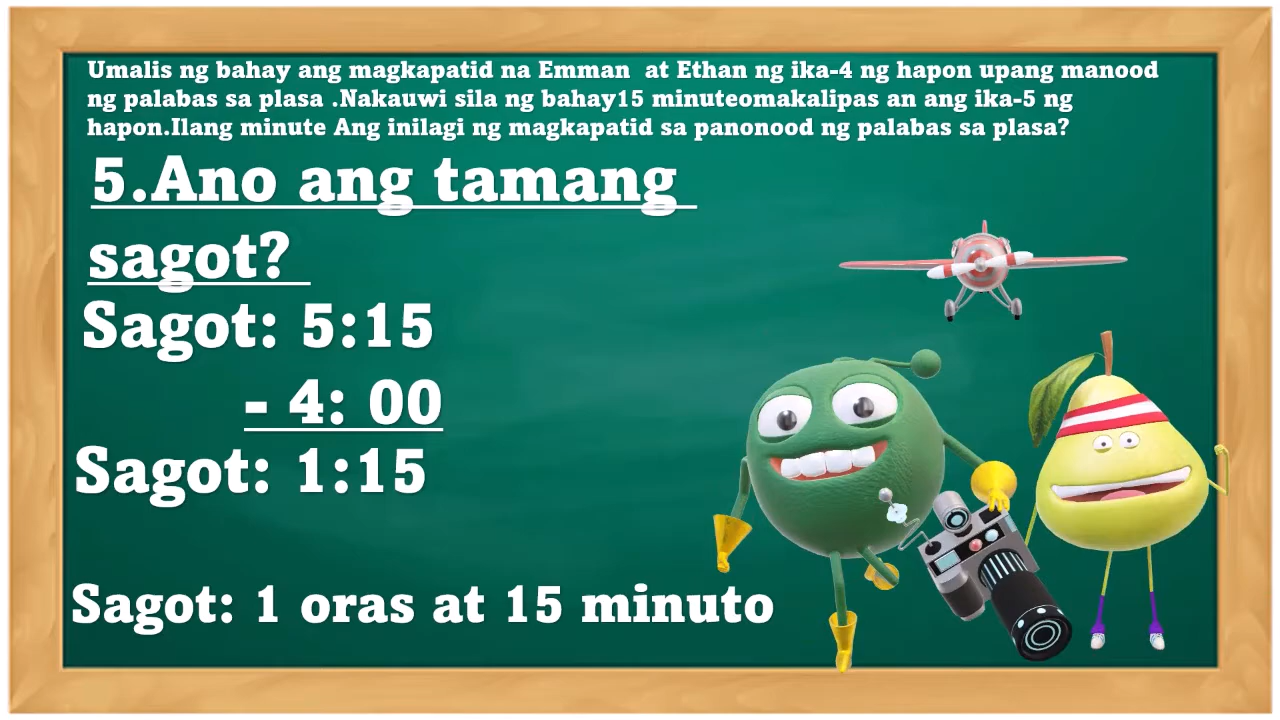 Umalis ng bahay ang magkapatid na Emman at Ethan ng ika-4 ng hapon upang manood
ng palabas sa plasa .Nakauwi sila ng bahay15 minuteomakalipas an ang ika-5 ng
hapon.Ilang minute Ang inilagi ng magkapatid sa panonood ng palabas sa plasa?
5.Ano ang tamang
sagot?
Sagot: 5:15
- 4: 00
Sagot: 1:15
Sagot: 1 oras at 15 minuto